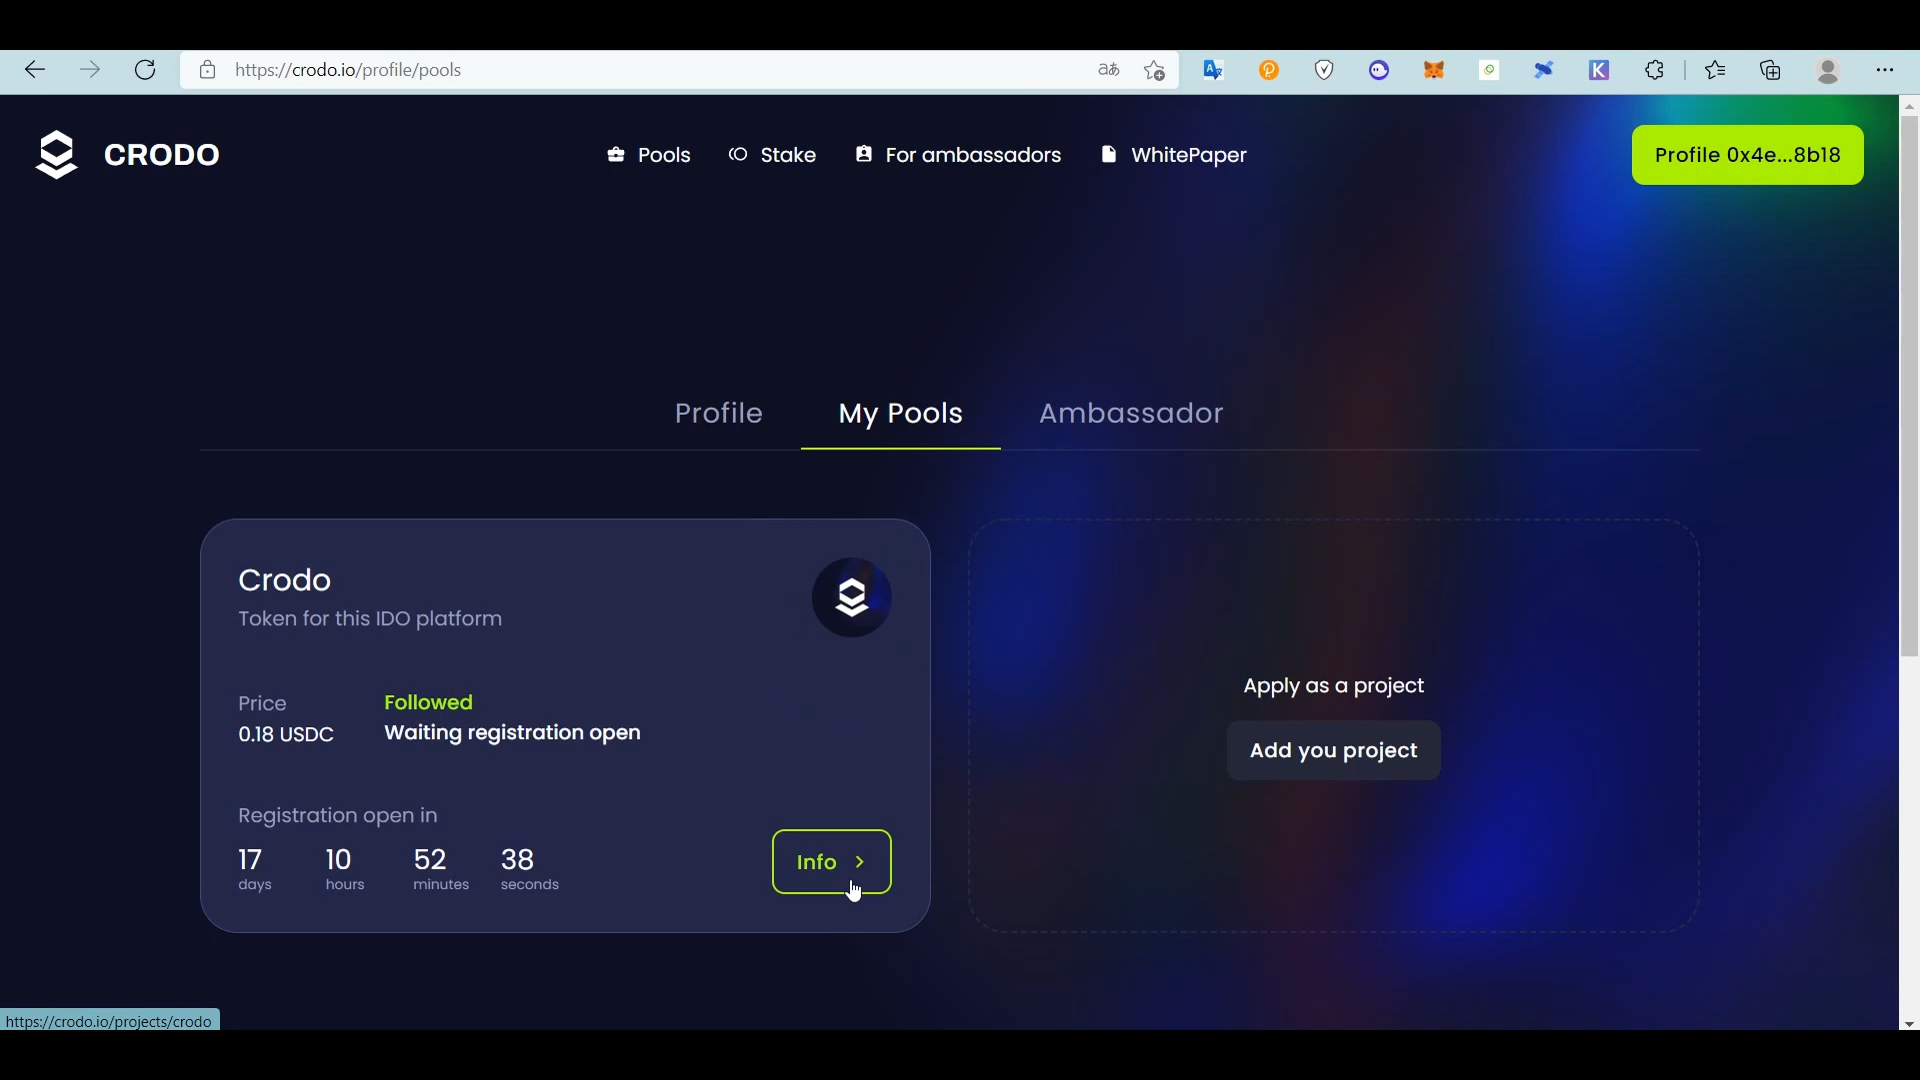 https://crodo.io/profile/pools
CRODO
Pools
Stake
For ambassadors
WhitePaper
Profile 0x4e...8b18
Profile
My Pools
Ambassador
Crodo
Token for this IDO platform
Price
Followed
0.18 USDC
Waiting registration open
Registration open in
17
10
52
38
days
hours
minutes
seconds
Info
Apply as a project
Add you project
https://crodo.io/projects/crodo